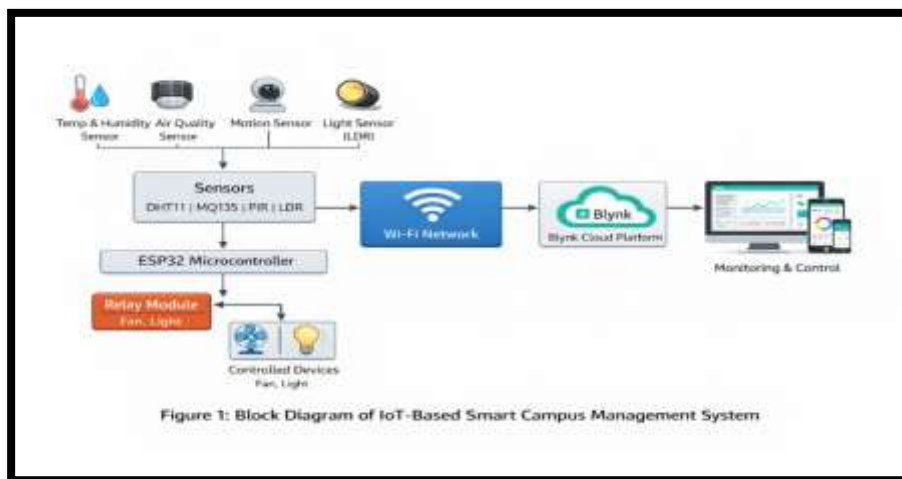 Temp & Humidity Sensor
Air Quality Sensor
Motion Sensor
Light Sensor
(LDR)
Sensors
DHT11 | MQ135 | PIR | LDR
Wi-Fi Network
Blynk
Blynk Cloud Platform
Monitoring & Control
ESP32 Microcontroller
Relay Module
Fan, Light
Controlled Devices
Fan, Light
Figure 1: Block Diagram of IoT-Based Smart Campus Management System